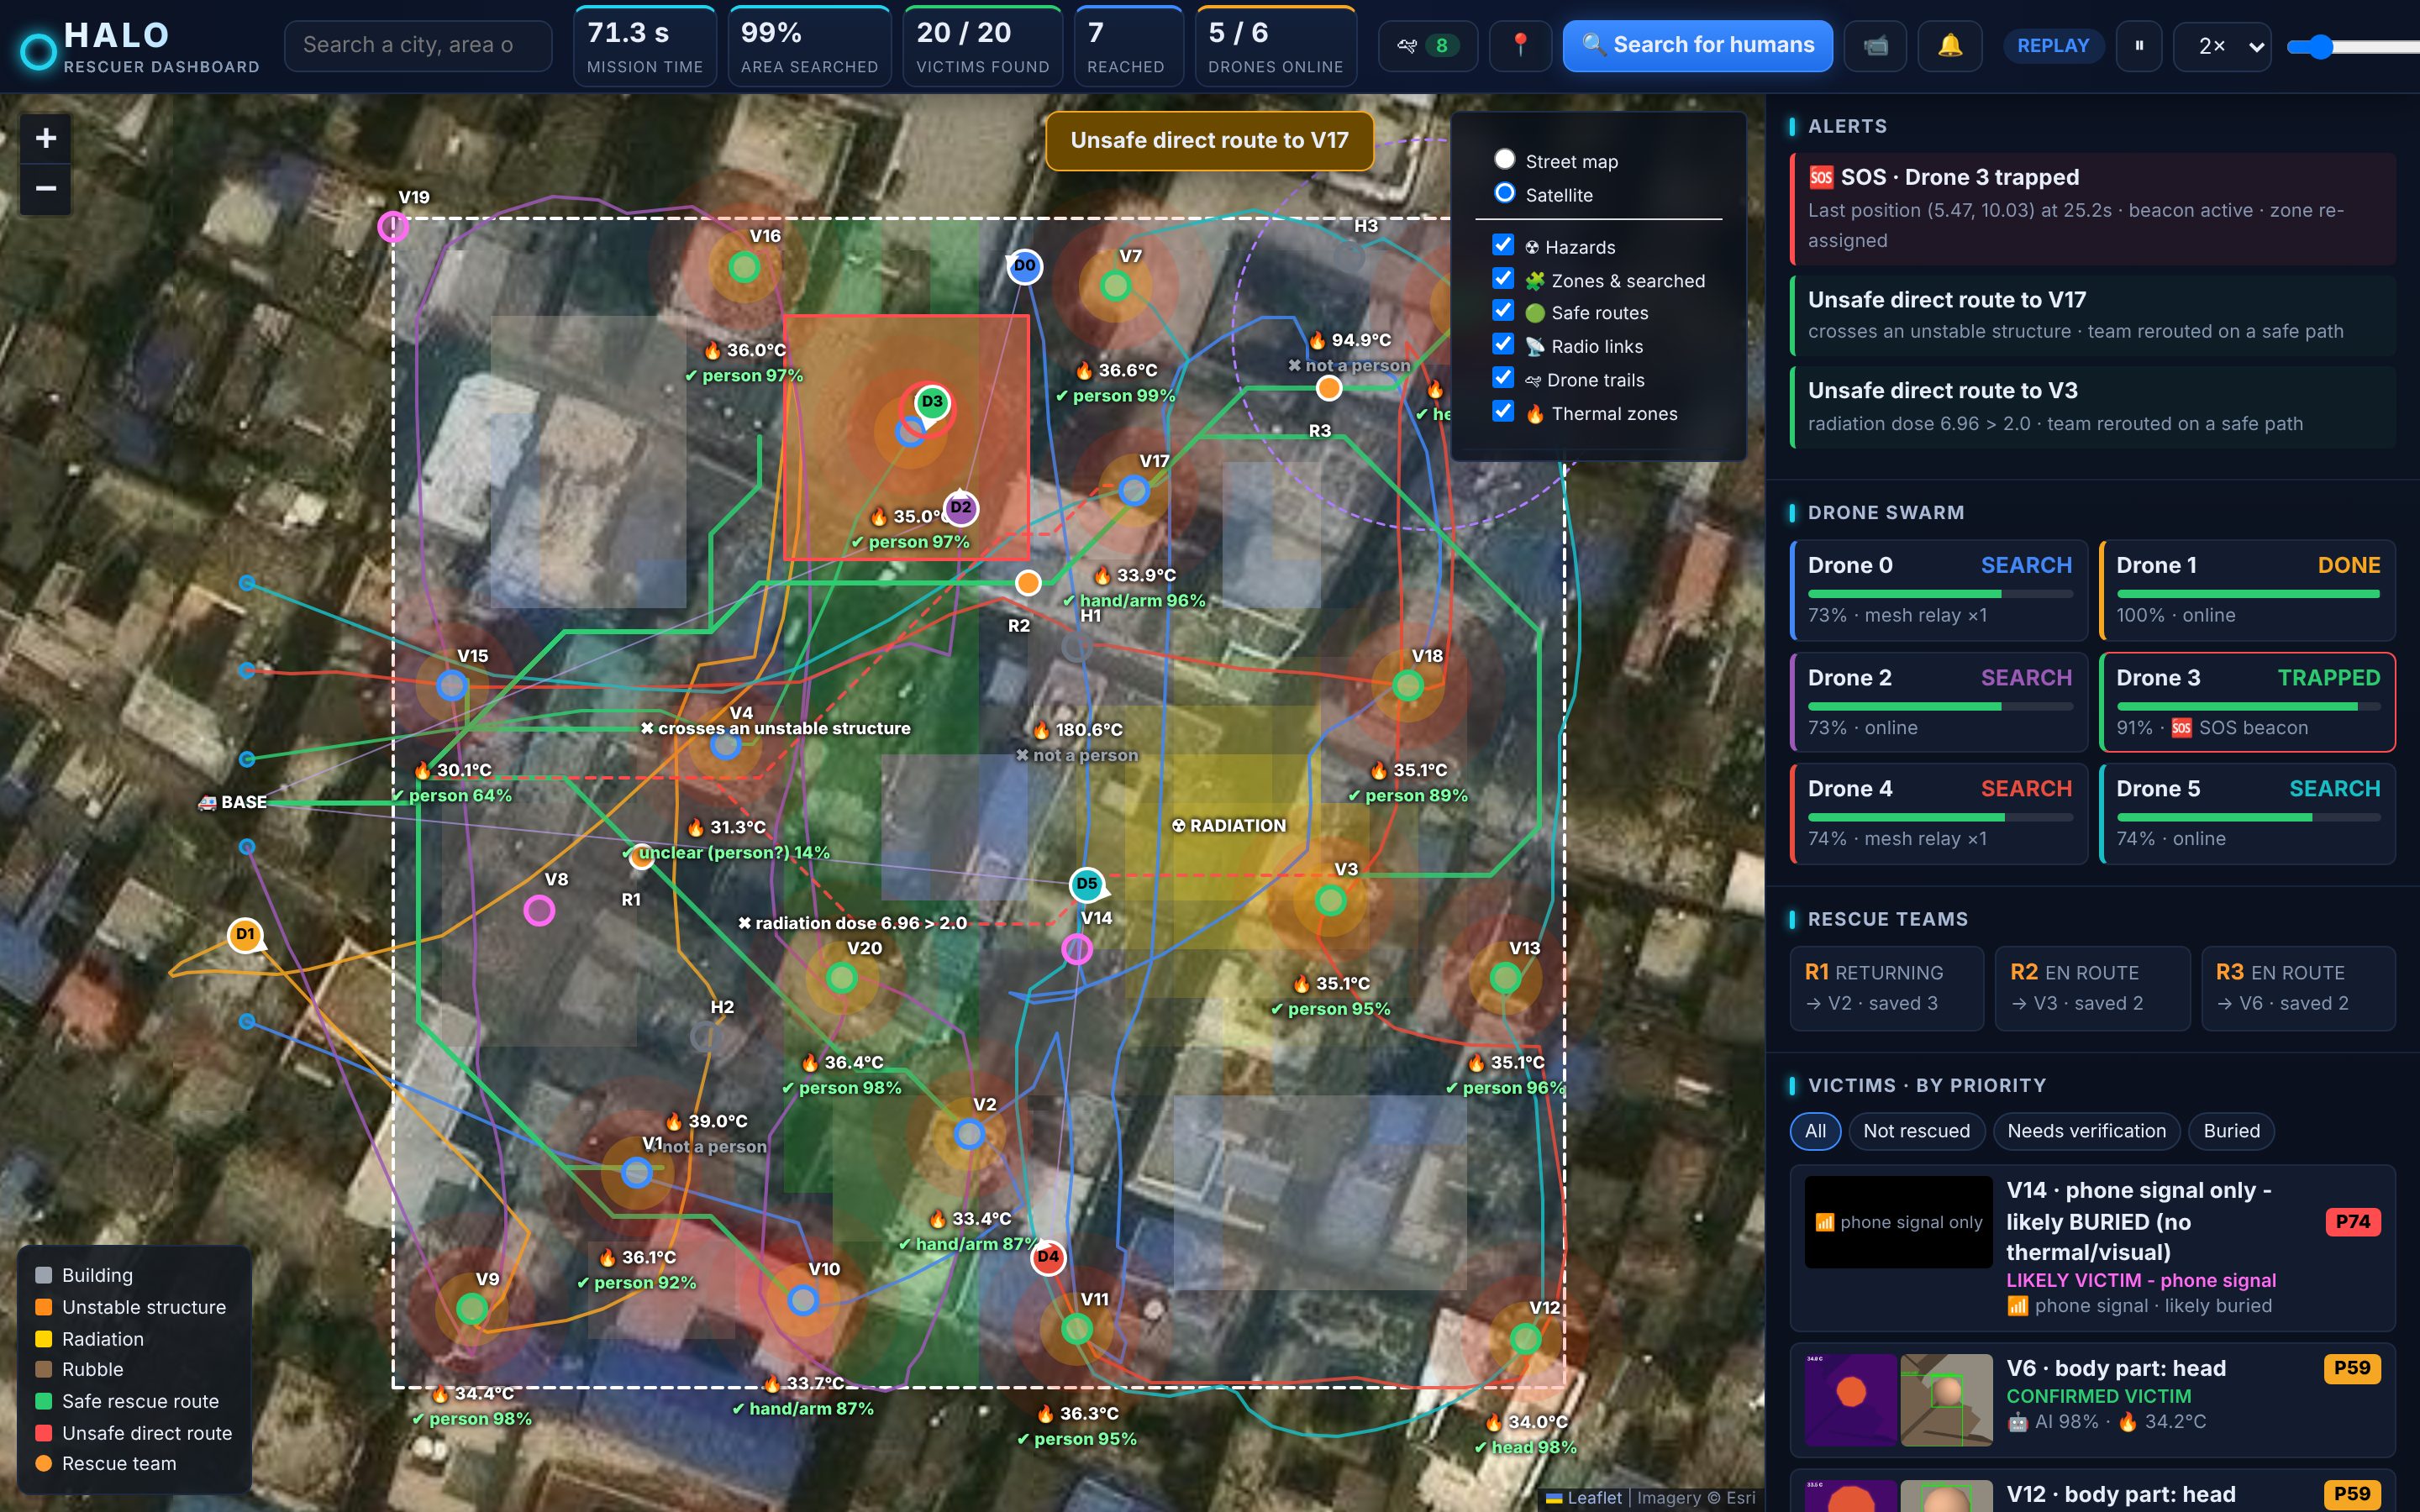 HALO
RESCUER DASHBOARD
Search a city, area o
71.3 s
MISSION TIME
99%
AREA SEARCHED
20 / 20
VICTIMS FOUND
7
REACHED
5 / 6
DRONES ONLINE
8
Search for humans
REPLAY
2×
+
−
Unsafe direct route to V17
Street map
Satellite
☢ Hazards
Zones & searched
Safe routes
Radio links
Drone trails
Thermal zones
V19
V16
D0
V7
H3
36.0°C
✔ person 97%
36.6°C
✔ person 99%
94.9°C
✖ not a person
✔ he
D3
R3
V17
D2
35.0°C
✔ person 97%
33.9°C
✔ hand/arm 96%
H1
R2
V15
V18
V4
✖ crosses an unstable structure
180.6°C
✖ not a person
30.1°C
✔ person 64%
35.1°C
✔ person 89%
BASE
☢ RADIATION
31.3°C
✔ unclear (person?) 14%
V8
R1
D5
V3
V14
D1
✖ radiation dose 6.96 > 2.0
V20
V13
35.1°C
✔ person 95%
H2
36.4°C
✔ person 98%
35.1°C
✔ person 96%
V2
39.0°C
V1
not a person
33.4°C
✔ hand/arm 87%
D4
36.1°C
✔ person 92%
V9
V10
V11
V12
34.4°C
✔ person 98%
33.7°C
✔ hand/arm 87%
36.3°C
✔ person 95%
34.0°C
✔ head 98%
Building
Unstable structure
Radiation
Rubble
Safe rescue route
Unsafe direct route
Rescue team
Leaflet | Imagery © Esri
ALERTS
🆘 SOS · Drone 3 trapped
Last position (5.47, 10.03) at 25.2s · beacon active · zone re-
assigned
Unsafe direct route to V17
crosses an unstable structure · team rerouted on a safe path
Unsafe direct route to V3
radiation dose 6.96 > 2.0 · team rerouted on a safe path
DRONE SWARM
Drone 0 SEARCH
73% · mesh relay ×1
Drone 1 DONE
100% · online
Drone 2 SEARCH
73% · online
Drone 3 TRAPPED
91% · 🆘 SOS beacon
Drone 4 SEARCH
74% · mesh relay ×1
Drone 5 SEARCH
74% · online
RESCUE TEAMS
R1 RETURNING
→ V2 · saved 3
R2 EN ROUTE
→ V3 · saved 2
R3 EN ROUTE
→ V6 · saved 2
VICTIMS · BY PRIORITY
All
Not rescued
Needs verification
Buried
phone signal only
V14 · phone signal only -
likely BURIED (no
thermal/visual)
P74
LIKELY VICTIM - phone signal
phone signal · likely buried
V6 · body part: head
P59
CONFIRMED VICTIM
AI 98% · 🔥 34.2°C
V12 · body part: head
P59